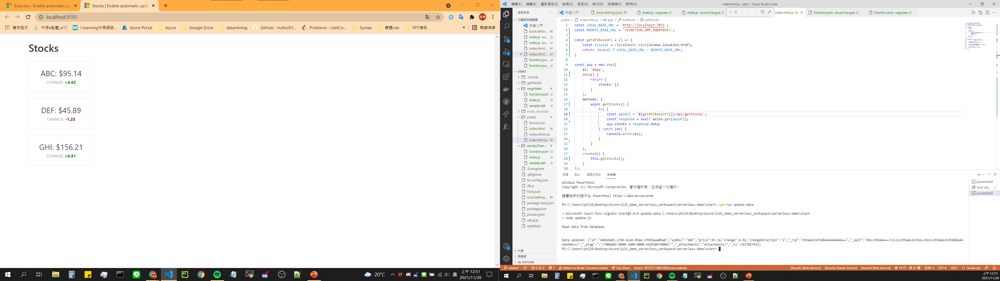 Exercise – Enable automatic up
Stocks | Enable automatic upda
localhost:8080
應用程式
中原e點靈_e17
i-learning中原網路...
Azure Portal
Azure
Google Drive
datamining
GitHub - huihui03...
Problems - LeetCo...
Syntax
專題cite
PPT模板
»
閱讀清單
Stocks
ABC: $95.14
CHANGE: +4.62
DEF: $45.89
CHANGE: -1.25
GHI: $156.21
CHANGE: +6.81
20°C
英
上午 12:51
2021/11/26
檔案(F) 編輯(E) 選取項目(S) 檢視(V) 移至(G) 執行(R) 終端機(T) 說明(H)
index.html.js - start - Visual Studio Code
檔案總管
已開啟的編輯器
快速入門
local.settin... M
index.js ne... U
index.js sto... U
index.html... M
index.html... M
function.jso... U
function.jso... U
START
.vscode
getStocks
negotiate
function.json U
index.js U
sample.dat U
node_modules
public
favicon.ico
index.html M
index.html.css
index.html.js M
stocksChan...
function.json U
index.js U
sample.dat U
.funcignore
.gitignore
bs-config.json
db.js
host.json
local.setting... M
package-lock.json
package.json
proxies.json
setup.js
update.js
大綱
時間表
AL OUTLINE
快速入門
local.settings.json M
index.js negotiate U
index.js stocksChanged U
index.html.js M
function.json stocksChanged U
function.json negotiate U
public > index.html.js > app > methods > getStocks
1 const LOCAL_BASE_URL = 'http://localhost:7071';
2 const REMOTE_BASE_URL = '<FUNCTION_APP_ENDPOINT>';
3
4 const getAPIBaseUrl = () => {
5 const isLocal = /localhost/.test(window.location.href);
6 return isLocal ? LOCAL_BASE_URL : REMOTE_BASE_URL;
7 }
8
9 const app = new Vue({
10 el: '#app',
11 data() {
12 return {
13 stocks: []
14 }
15 },
16 methods: {
17 async getStocks() {
18 try {
19 const apiUrl = `${getAPIBaseUrl()}/api/getStocks`;
20 const response = await axios.get(apiUrl);
21 app.stocks = response.data;
22 } catch (ex) {
23 console.error(ex);
24 }
25 }
26 },
27 created() {
28 this.getStocks();
29 }
30 });
問題 輸出 偵錯主控台 終端機
Windows PowerShell
Copyright (C) Microsoft Corporation. 著作權所有，並保留一切權利。
請嘗試新的跨平台 PowerShell https://aka.ms/pscore6
PS C:\Users\phil8\Desktop\Azure\1125_demo_serverless_workspace\serverless-demo\start> npm run update-data
> microsoft-learn-func-signalr-start@1.0.0 update-data C:\Users\phil8\Desktop\Azure\1125_demo_serverless_workspace\serverless-demo\start
> node update.js
Read data from database.
Data updated: {"id":"e0eb6e85-176d-4ce6-89ae-1f699aaa0bab","symbol":"ABC","price":95.14,"change":4.62,"changeDirection":"+","_rid":"dYUaALKsFUoBAAAAAAAAAA==","_self":"dbs/dYUaAA==/colls/dYUaALKsFUo=/docs/dYUaALKsFUoBAAAA
AAAAAA==/","_etag":"\"c700e882-0000-1800-0000-619fb8970000\"","_attachments":"attachments/","_ts":1637857431}
PS C:\Users\phil8\Desktop\Azure\1125_demo_serverless_workspace\serverless-demo\start>
powershell
host sta...
powershell
master*
0 0
1
Attach to Node Functions (start)
Live Share
Azure: 10727211@O365st.cycu.edu.tw
[Azurite Table Service] [Azurite Queue Service] [Azurite Blob Service]
第 19 行，第 67 欄
空格: 4
UTF-8
CRLF
JavaScript
上午 12:51
2021/11/26